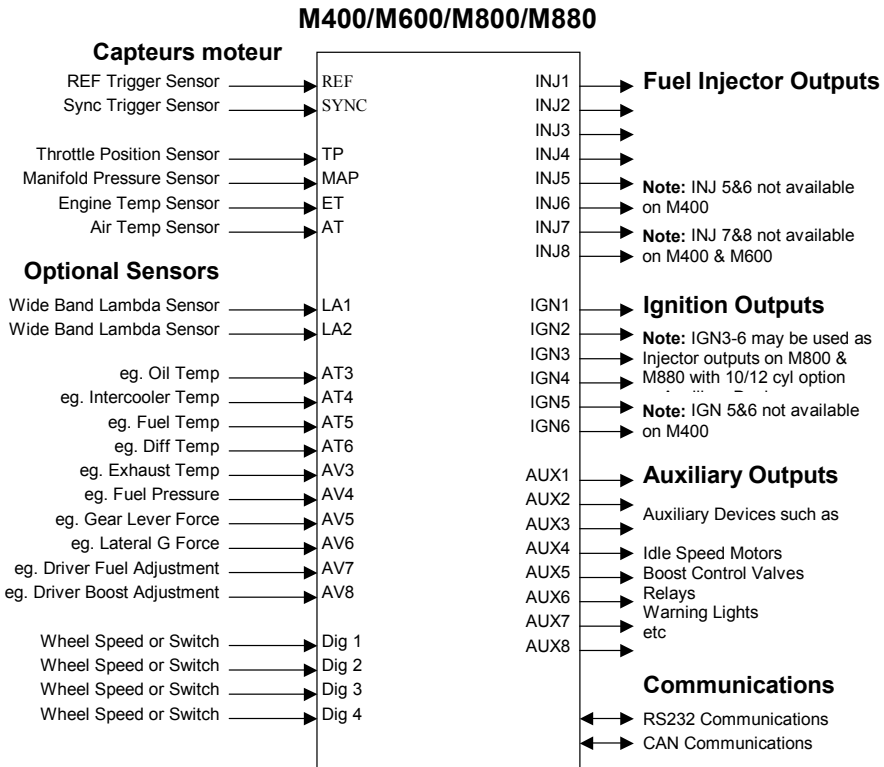 M400/M600/M800/M880
Capteurs moteur
REF Trigger Sensor REF
Sync Trigger Sensor SYNC
Throttle Position Sensor TP
Manifold Pressure Sensor MAP
Engine Temp Sensor ET
Air Temp Sensor AT
Optional Sensors
Wide Band Lambda Sensor LA1
Wide Band Lambda Sensor LA2
eg. Oil Temp AT3
eg. Intercooler Temp AT4
eg. Fuel Temp AT5
eg. Diff Temp AT6
eg. Exhaust Temp AV3
eg. Fuel Pressure AV4
eg. Gear Lever Force AV5
eg. Lateral G Force AV6
eg. Driver Fuel Adjustment AV7
eg. Driver Boost Adjustment AV8
Wheel Speed or Switch Dig 1
Wheel Speed or Switch Dig 2
Wheel Speed or Switch Dig 3
Wheel Speed or Switch Dig 4
INJ1 Fuel Injector Outputs
INJ2
INJ3
INJ4
INJ5 Note: INJ 5&6 not available
INJ6 on M400
INJ7 Note: INJ 7&8 not available
INJ8 on M400 & M600
IGN1 Ignition Outputs
IGN2 Note: IGN3-6 may be used as
IGN3 Injector outputs on M800 &
IGN4 M880 with 10/12 cyl option
IGN5 Note: IGN 5&6 not available
IGN6 on M400
AUX1 Auxiliary Outputs
AUX2
AUX3 Auxiliary Devices such as
AUX4 Idle Speed Motors
AUX5 Boost Control Valves
AUX6 Relays
AUX7 Warning Lights
etc
AUX8
Communications
RS232 Communications
CAN Communications